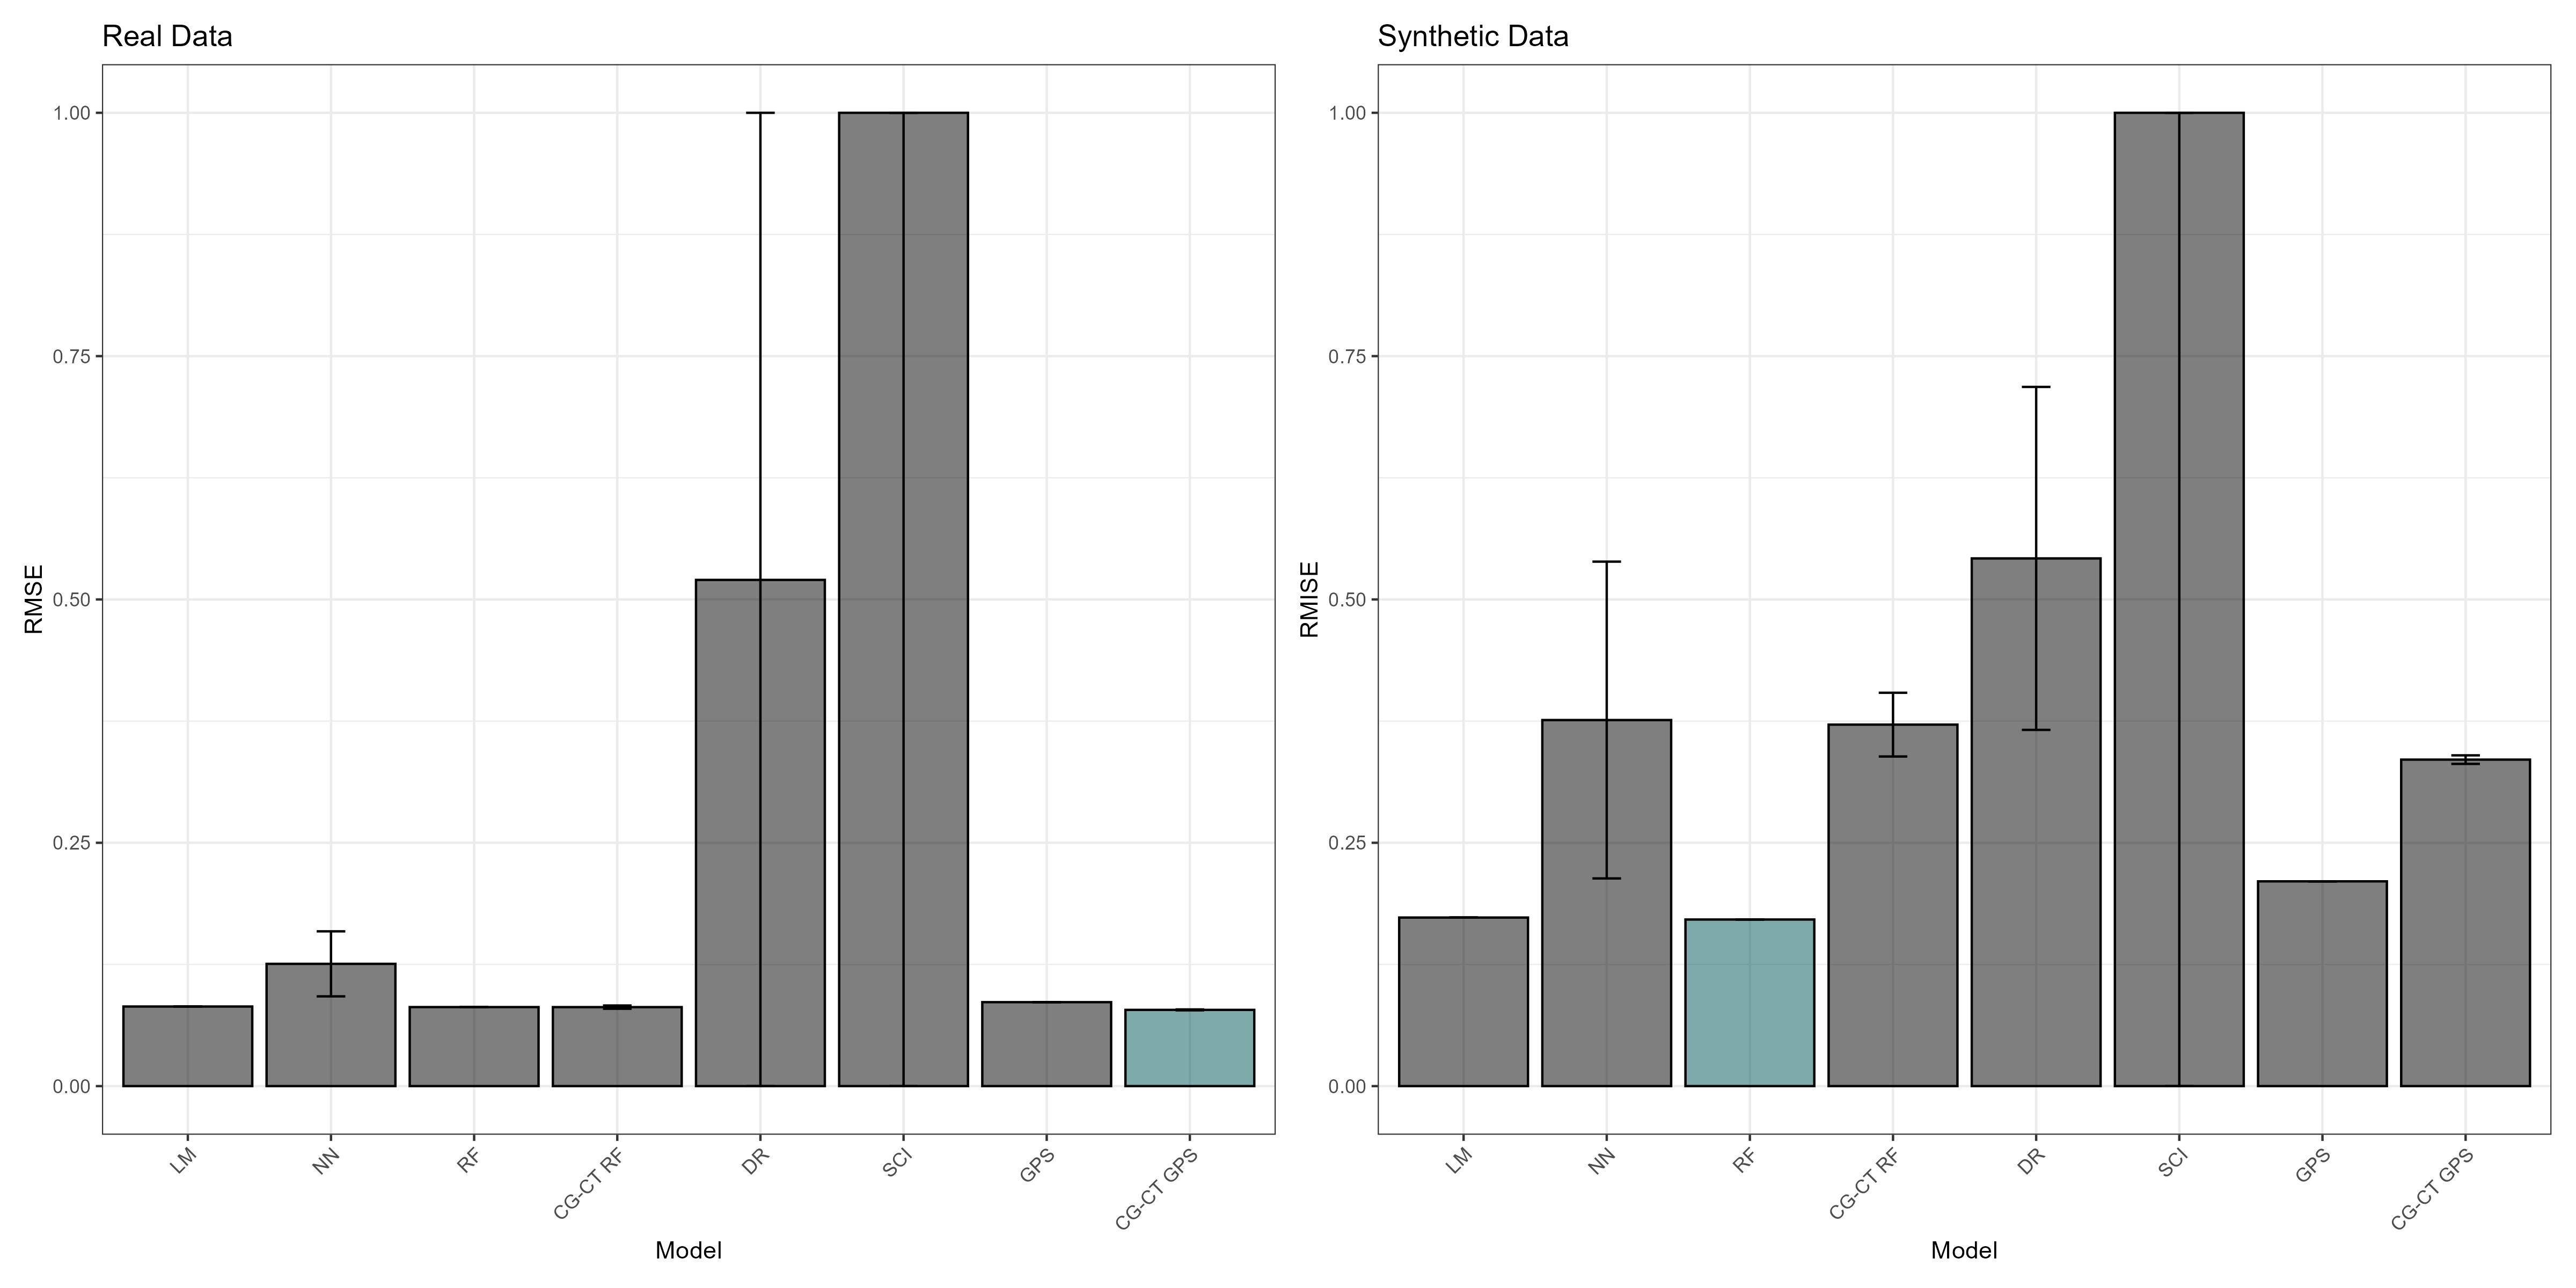 Real Data
RMSE
1.00
0.75
0.50
0.25
0.00
LM
NN
RF
CG-CT RF
DR
SCI
GPS
CG-CT GPS
Model
Synthetic Data
RMISE
1.00
0.75
0.50
0.25
0.00
LM
NN
RF
CG-CT RF
DR
SCI
GPS
CG-CT GPS
Model